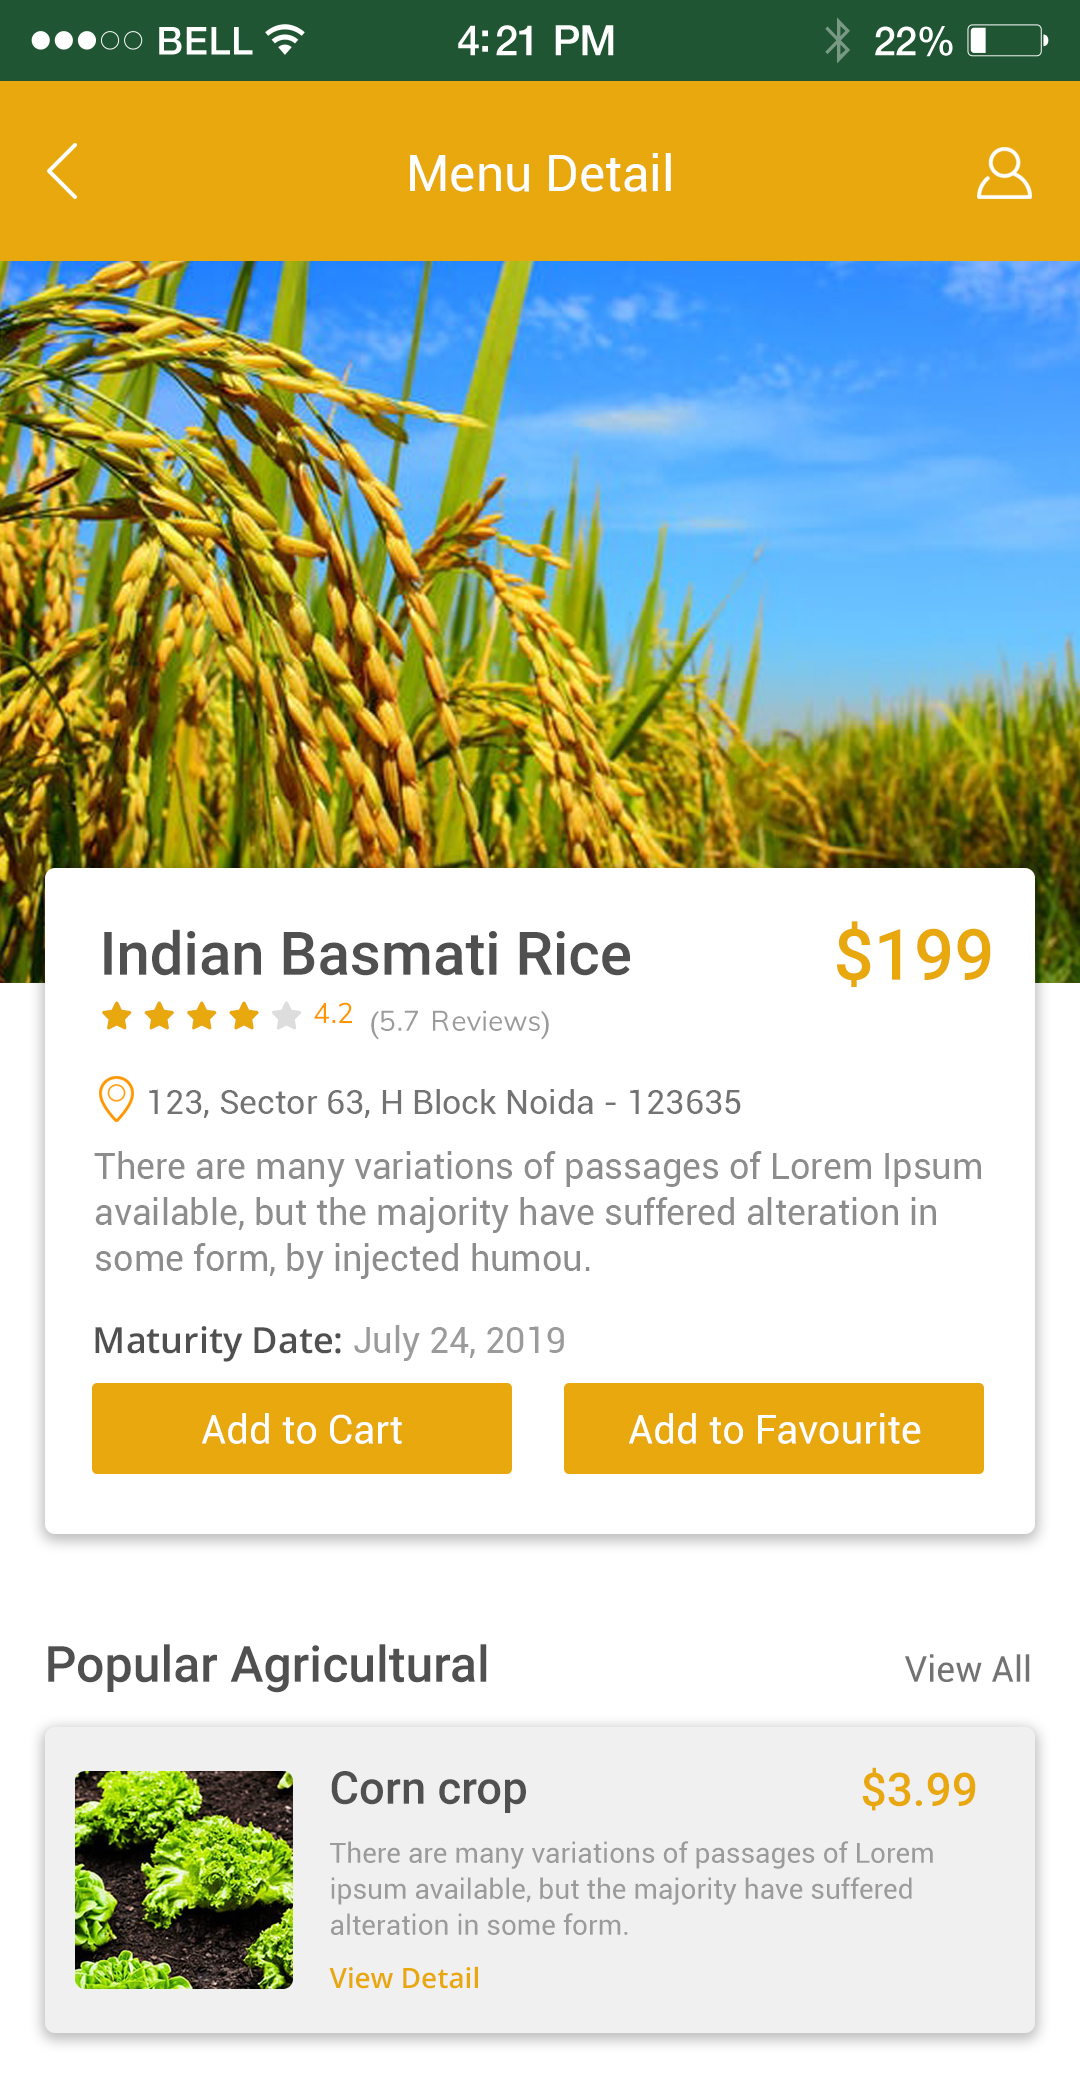 BELL 4:21 PM 22%
Menu Detail
Indian Basmati Rice $199
4.2 (5.7 Reviews)
123, Sector 63, H Block Noida - 123635
There are many variations of passages of Lorem Ipsum
available, but the majority have suffered alteration in
some form, by injected humou.
Maturity Date: July 24, 2019
Add to Cart Add to Favourite
Popular Agricultural View All
Corn crop $3.99
There are many variations of passages of Lorem
ipsum available, but the majority have suffered
alteration in some form.
View Detail